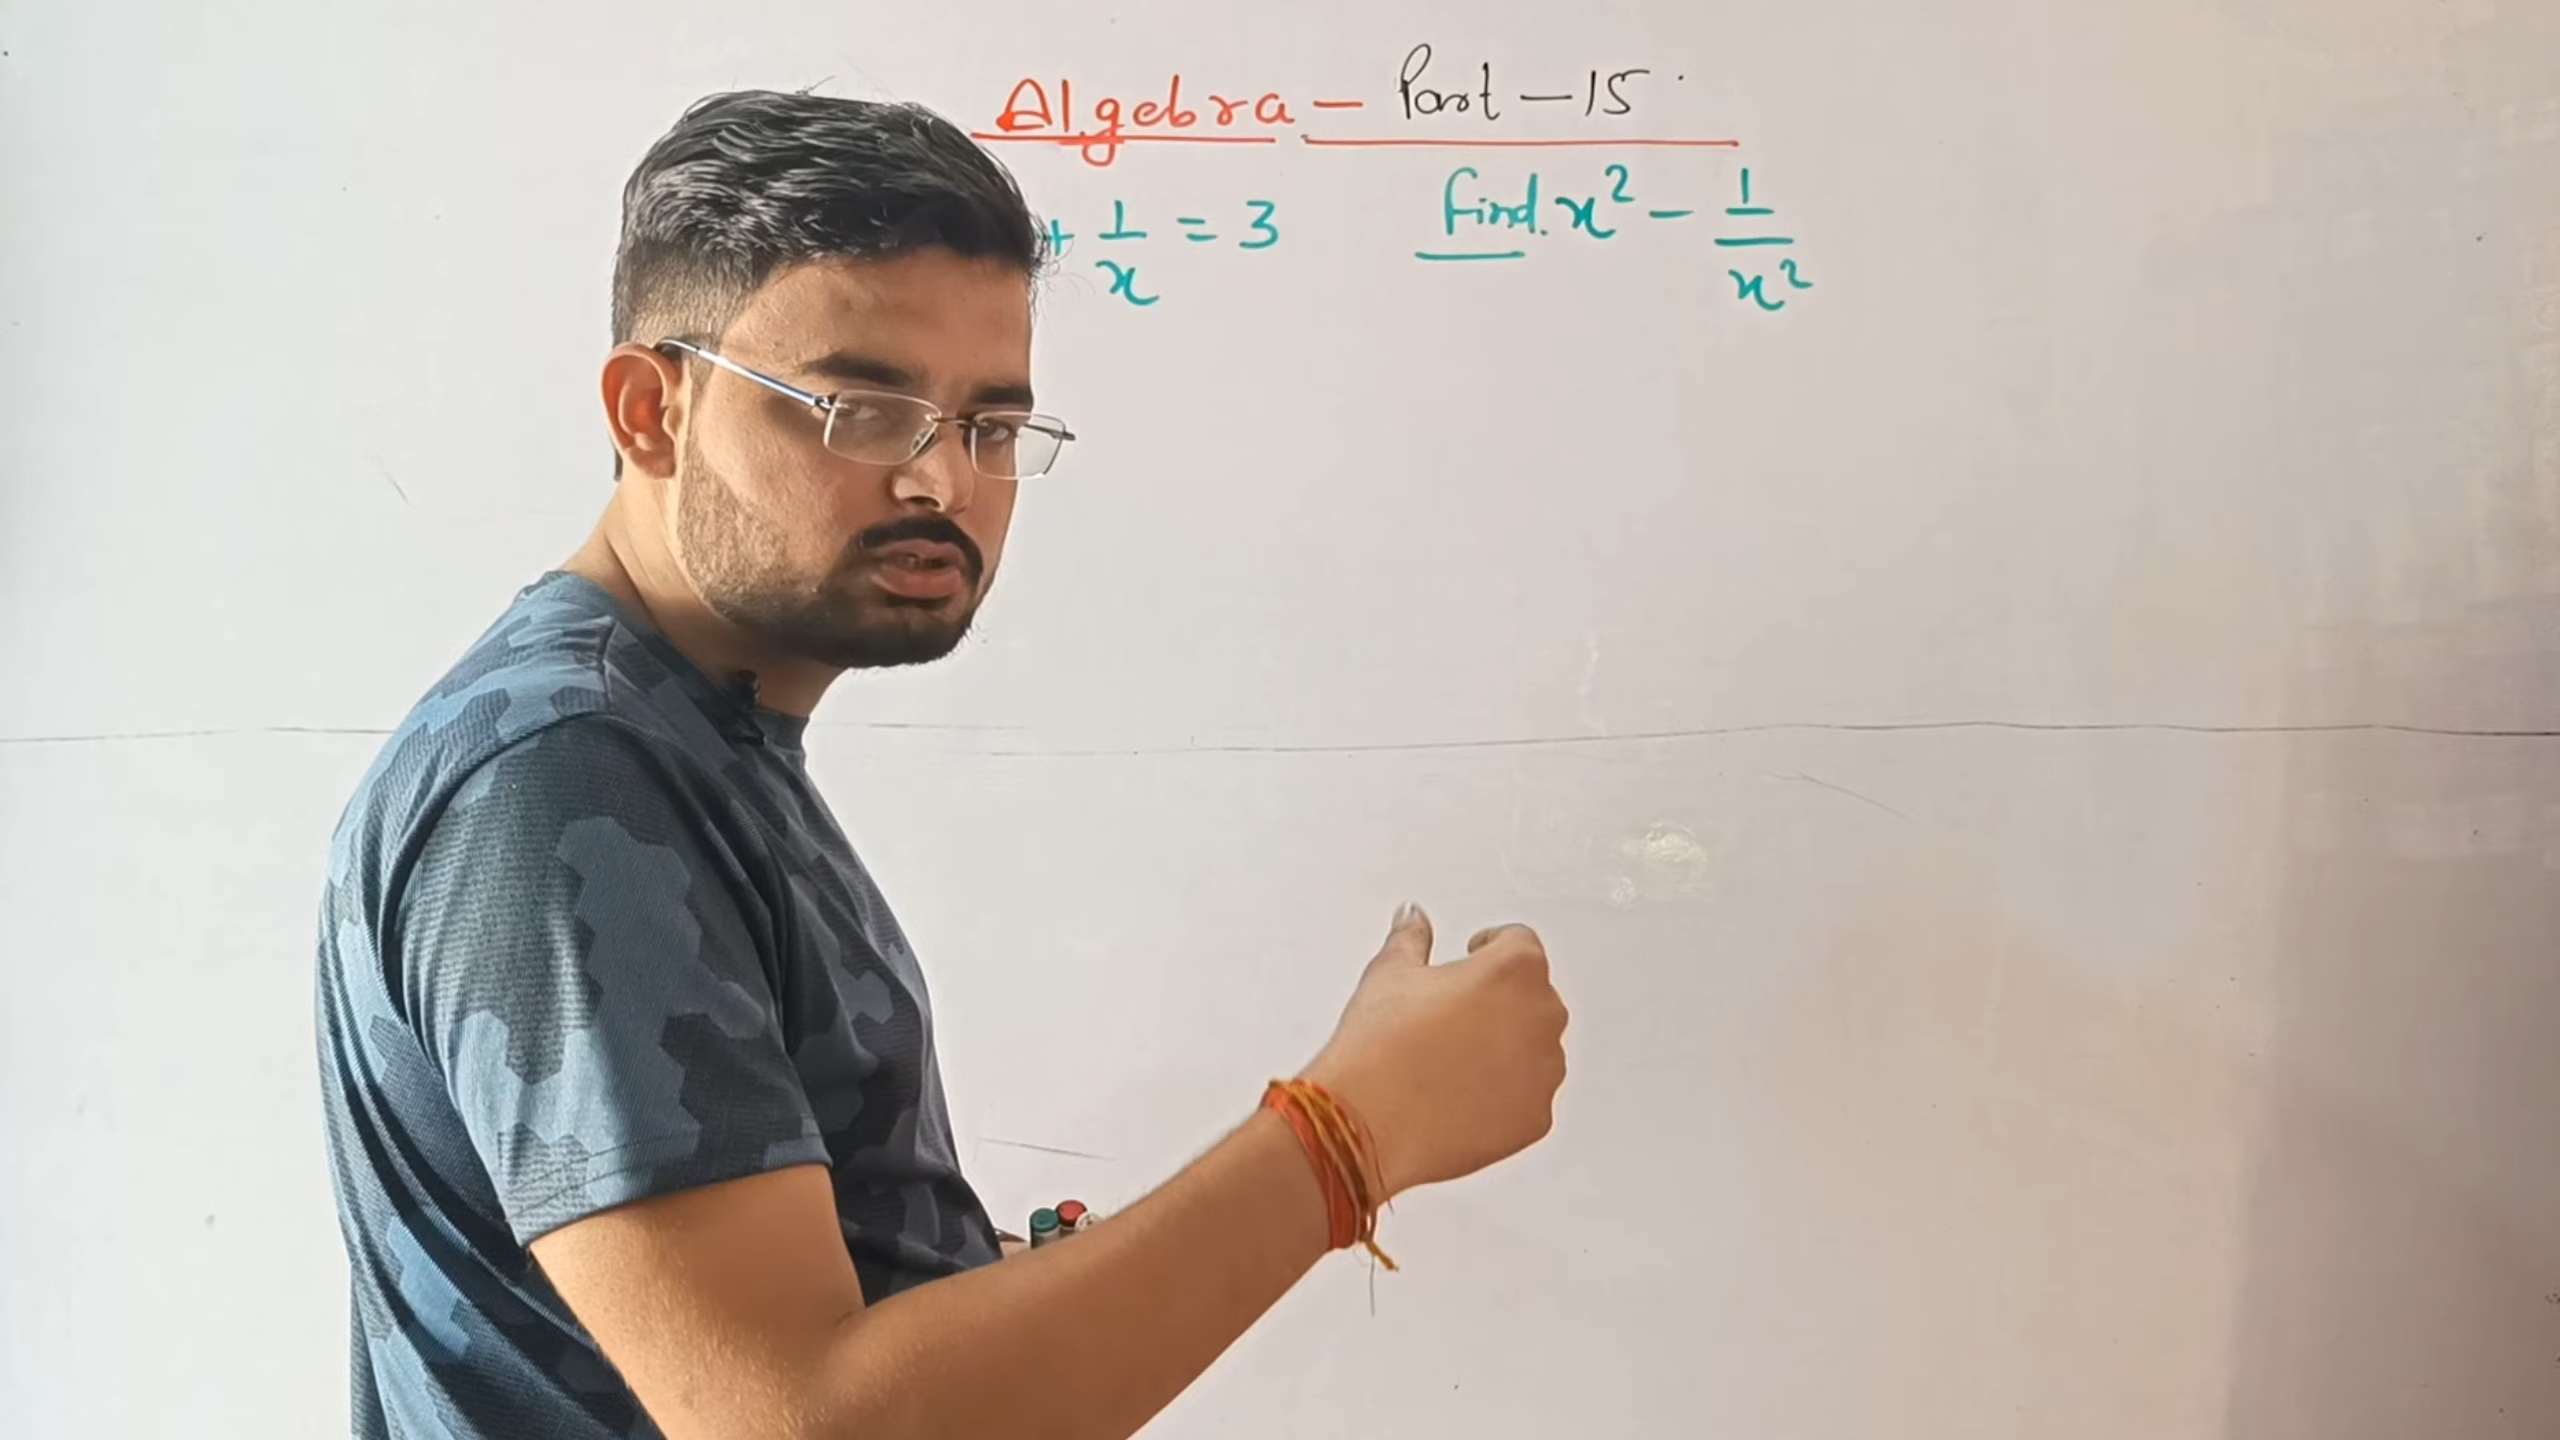 Algebra - Part - 15
+ 1/x = 3 Find. x² - 1/x²